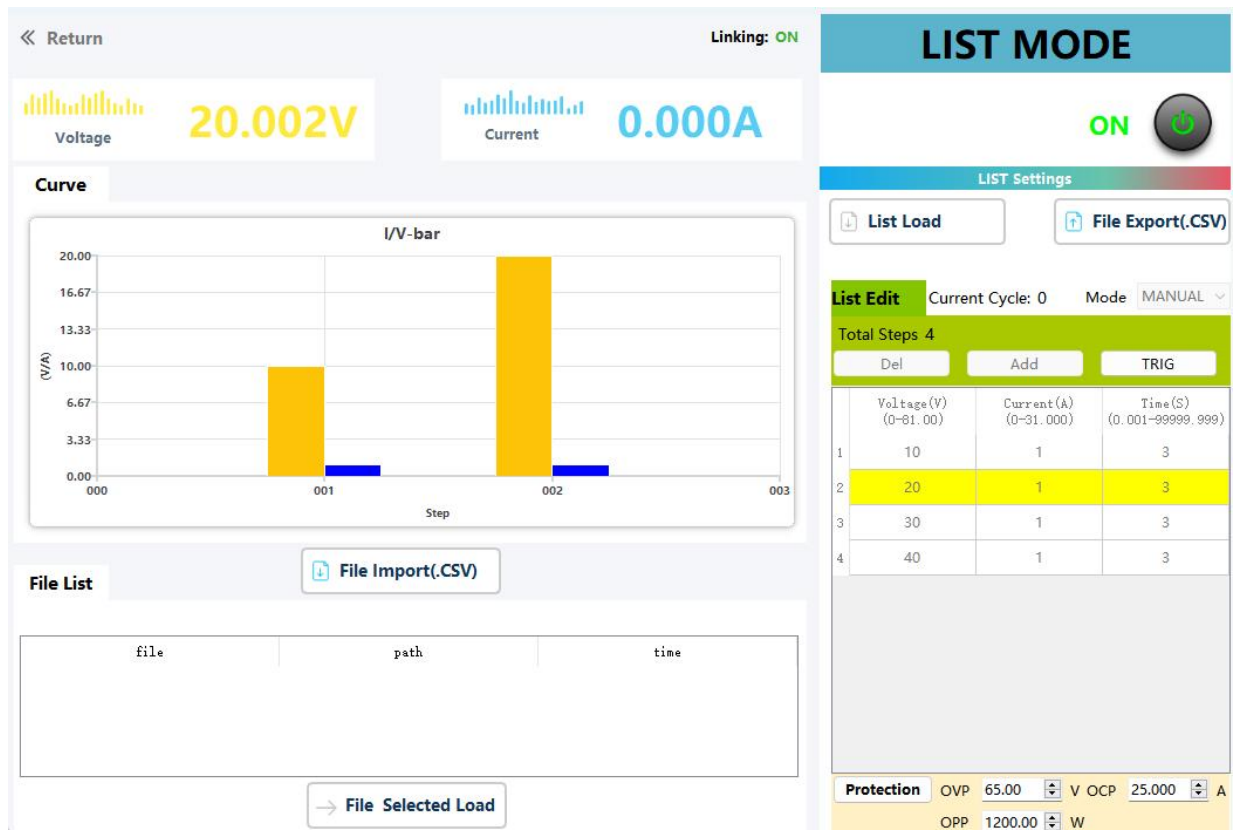 Return
Linking: ON
Voltage
20.002V
Current
0.000A
Curve
I/V-bar
20.00
16.67
13.33
10.00
6.67
3.33
0.00
(V/A)
000
001
002
003
Step
File Import(.CSV)
File List
file path time
File Selected Load
LIST MODE
ON
LIST Settings
List Load
File Export(.CSV)
List Edit Current Cycle: 0 Mode MANUAL
Total Steps 4
Del Add TRIG
Voltage(V) Current(A) Time(S)
(0-81.00) (0-31.000) (0.001-99999.999)
1 10 1 3
2 20 1 3
3 30 1 3
4 40 1 3
Protection OVP 65.00 V OCP 25.000 A
OPP 1200.00 W